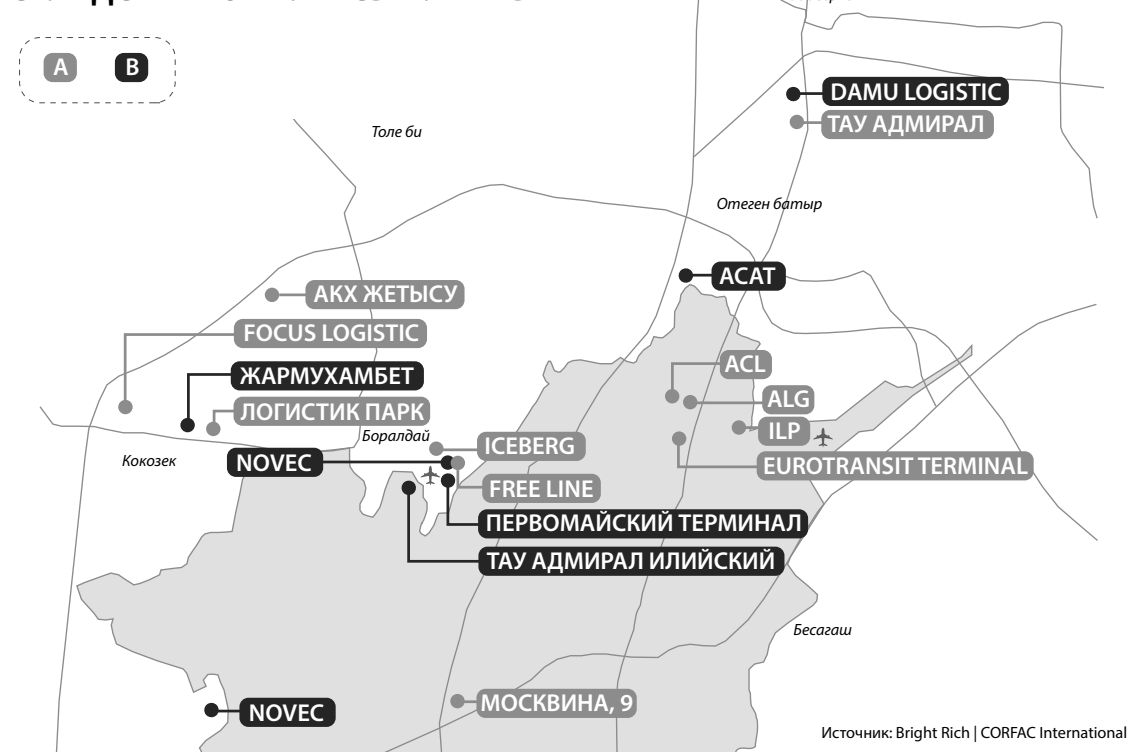 A
B
DAMU LOGISTIC
Толе би
ТАУ АДМИРАЛ
Отеген батыр
АСАТ
АКХ ЖЕТЫСУ
FOCUS LOGISTIC
ACL
ЖАРМУХАМБЕТ
ALG
ЛОГИСТИК ПАРК
ILP
Боралдай
ICEBERG
Кокозек
NOVEC
EUROTRANSIT TERMINAL
FREE LINE
ПЕРВОМАЙСКИЙ ТЕРМИНАЛ
ТАУ АДМИРАЛ ИЛИЙСКИЙ
Бесагаш
МОСКВИНА, 9
NOVEC
Источник: Bright Rich | CORFAC International